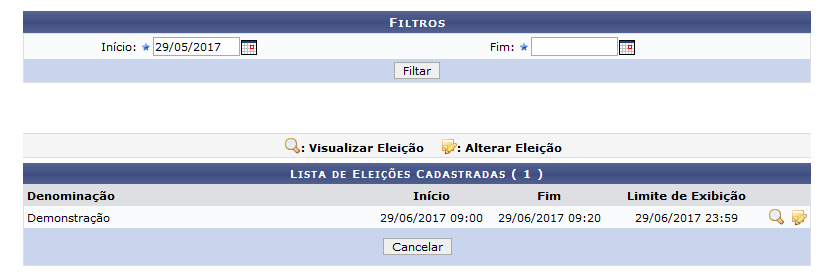 FILTROS
Início: 29/05/2017 Fim:
Filtar
: Visualizar Eleição : Alterar Eleição
LISTA DE ELEIÇÕES CADASTRADAS ( 1 )
Denominação Início Fim Limite de Exibição
Demonstração 29/06/2017 09:00 29/06/2017 09:20 29/06/2017 23:59
Cancelar